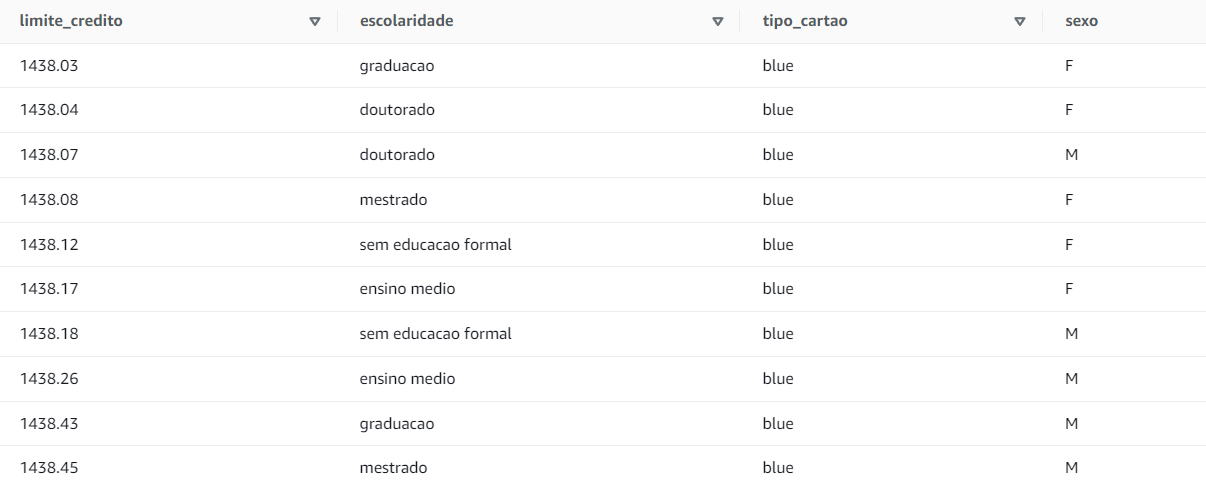 limite_credito escolaridade tipo_cartao sexo
1438.03 graduacao blue F
1438.04 doutorado blue F
1438.07 doutorado blue M
1438.08 mestrado blue F
1438.12 sem educacao formal blue F
1438.17 ensino medio blue F
1438.18 sem educacao formal blue M
1438.26 ensino medio blue M
1438.43 graduacao blue M
1438.45 mestrado blue M